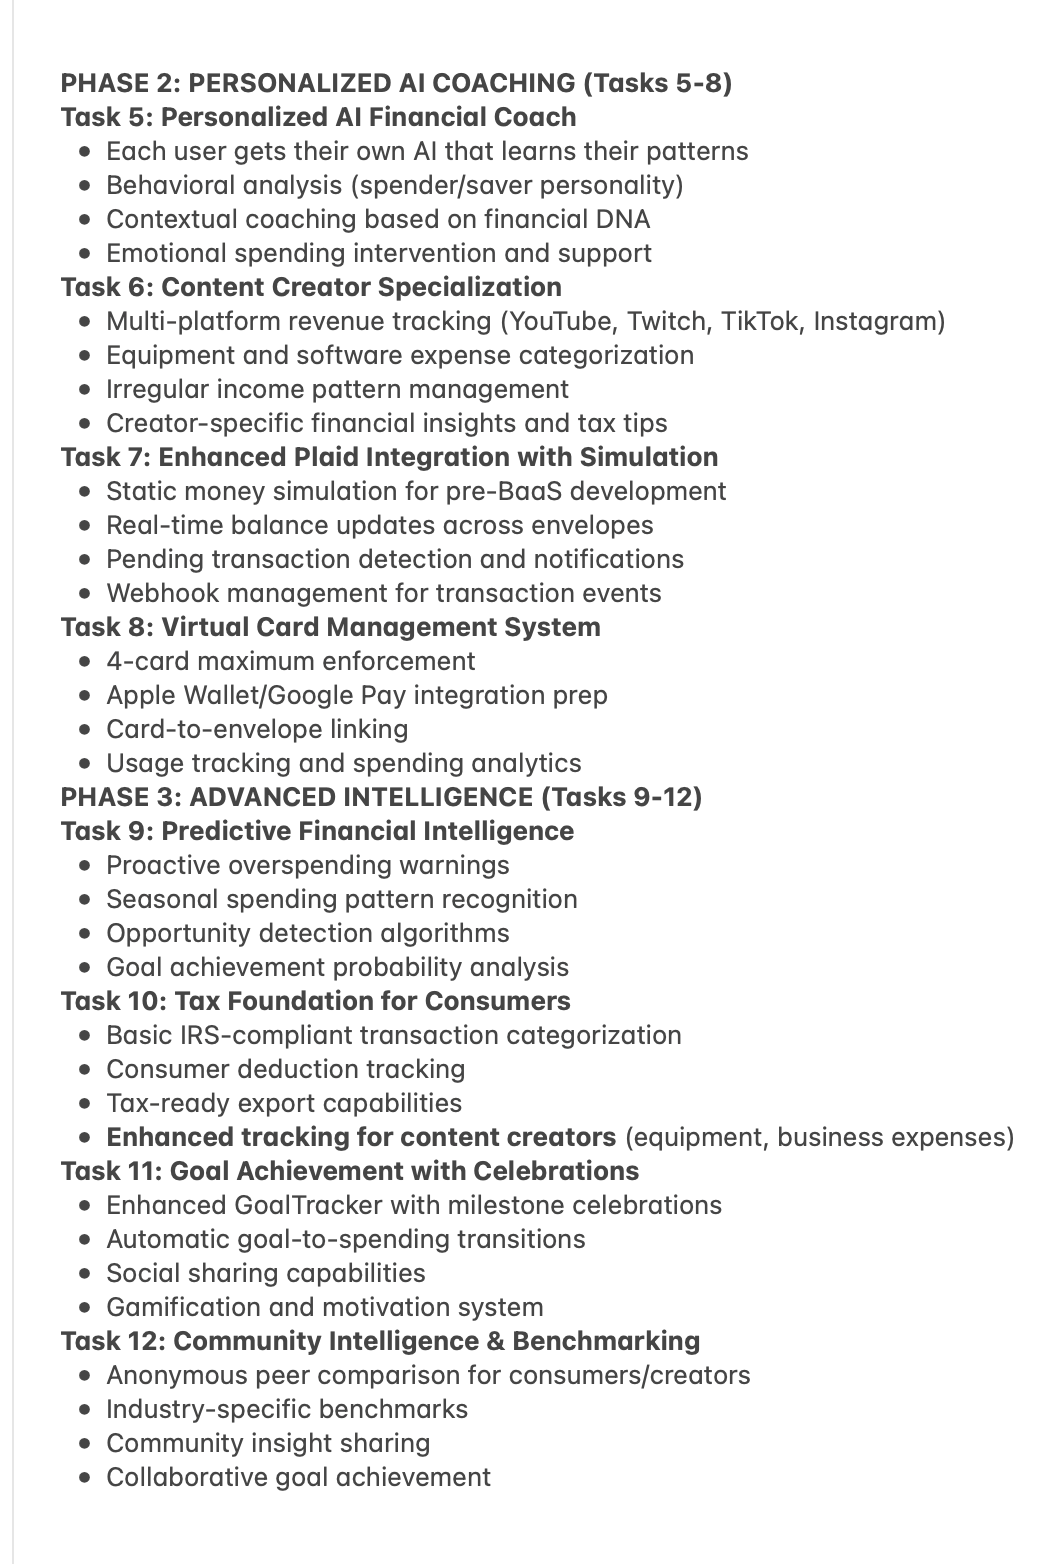 PHASE 2: PERSONALIZED AI COACHING (Tasks 5-8)
Task 5: Personalized AI Financial Coach
• Each user gets their own AI that learns their patterns
• Behavioral analysis (spender/saver personality)
• Contextual coaching based on financial DNA
• Emotional spending intervention and support
Task 6: Content Creator Specialization
• Multi-platform revenue tracking (YouTube, Twitch, TikTok, Instagram)
• Equipment and software expense categorization
• Irregular income pattern management
• Creator-specific financial insights and tax tips
Task 7: Enhanced Plaid Integration with Simulation
• Static money simulation for pre-BaaS development
• Real-time balance updates across envelopes
• Pending transaction detection and notifications
• Webhook management for transaction events
Task 8: Virtual Card Management System
• 4-card maximum enforcement
• Apple Wallet/Google Pay integration prep
• Card-to-envelope linking
• Usage tracking and spending analytics
PHASE 3: ADVANCED INTELLIGENCE (Tasks 9-12)
Task 9: Predictive Financial Intelligence
• Proactive overspending warnings
• Seasonal spending pattern recognition
• Opportunity detection algorithms
• Goal achievement probability analysis
Task 10: Tax Foundation for Consumers
• Basic IRS-compliant transaction categorization
• Consumer deduction tracking
• Tax-ready export capabilities
• Enhanced tracking for content creators (equipment, business expenses)
Task 11: Goal Achievement with Celebrations
• Enhanced GoalTracker with milestone celebrations
• Automatic goal-to-spending transitions
• Social sharing capabilities
• Gamification and motivation system
Task 12: Community Intelligence & Benchmarking
• Anonymous peer comparison for consumers/creators
• Industry-specific benchmarks
• Community insight sharing
• Collaborative goal achievement